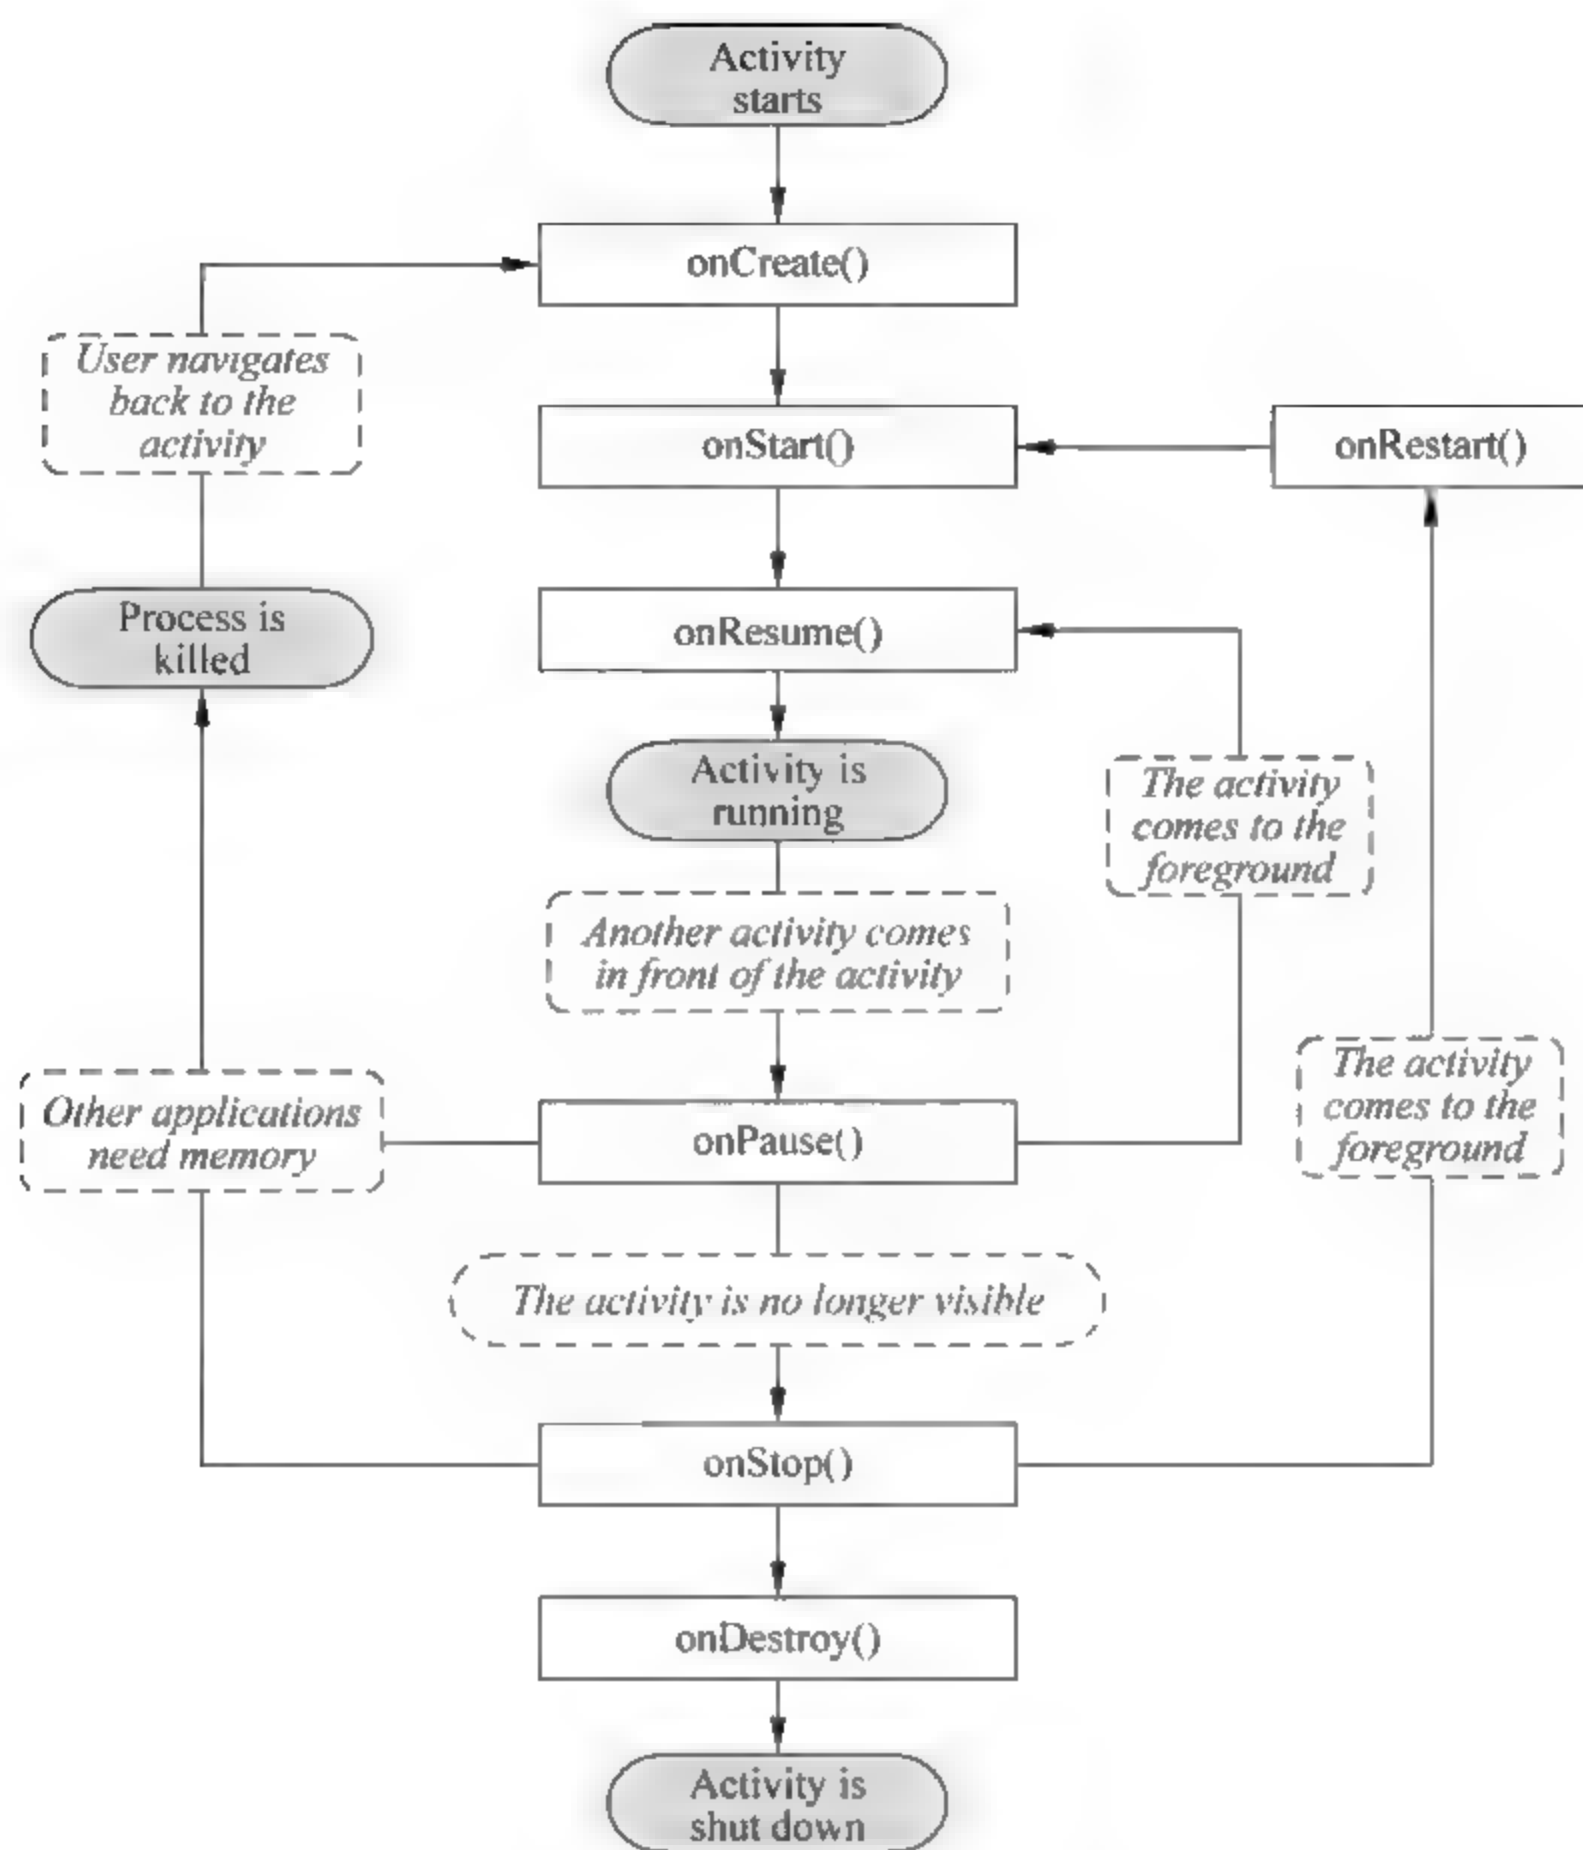 Activity
starts
onCreate()
User navigates
back to the
activity
onStart()
onRestart()
Process is
killed
onResume()
Activity is
running
The activity
comes to the
foreground
Another activity comes
in front of the activity
Other applications
need memory
onPause()
The activity
comes to the
foreground
The activity is no longer visible
onStop()
onDestroy()
Activity is
shut down